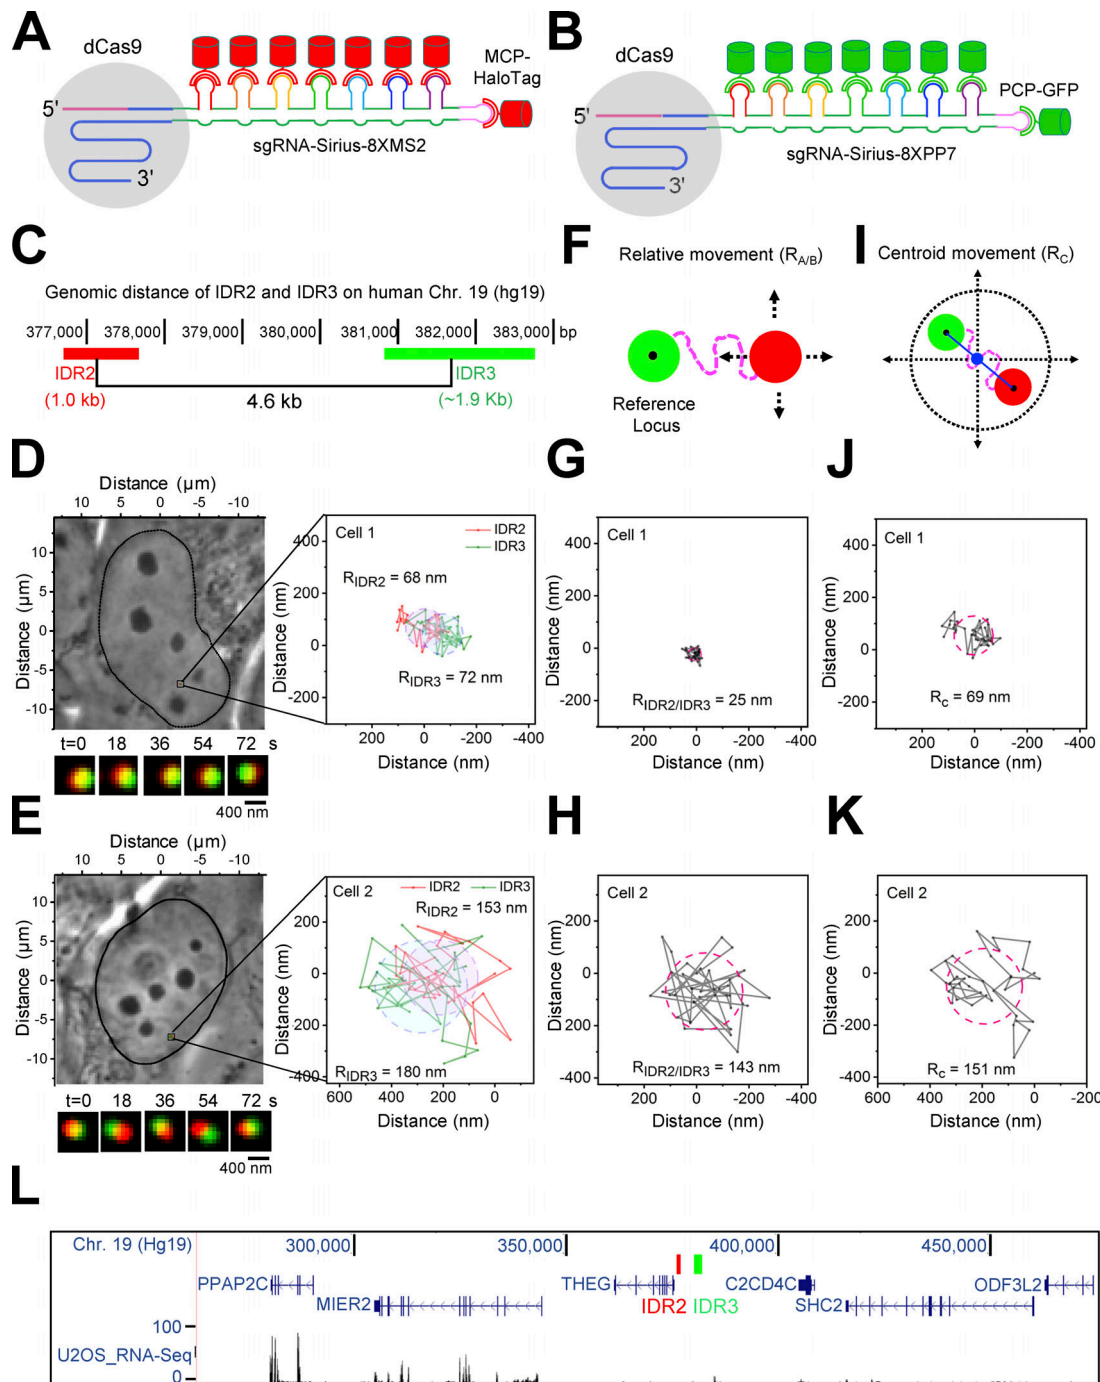 A
dCas9
MCP-
HaloTag
5'
3'
sgRNA-Sirius-8XMS2
B
dCas9
PCP-GFP
5'
3'
sgRNA-Sirius-8XPP7
C
Genomic distance of IDR2 and IDR3 on human Chr. 19 (hg19)
377,000 378,000 379,000 380,000 381,000 382,000 383,000 bp
IDR2 IDR3
(1.0 kb) 4.6 kb (~1.9 Kb)
F
Relative movement (R_A/B)
Reference
Locus
I
Centroid movement (R_C)
D
Distance (µm)
10 5 0 -5 -10
Distance (µm)
10
5
0
-5
-10
t=0 18 36 54 72 s
400 nm
Cell 1
IDR2
IDR3
R_IDR2 = 68 nm
R_IDR3 = 72 nm
Distance (nm)
400
200
0
-200
200 0 -200 -400
Distance (nm)
G
Cell 1
R_IDR2/IDR3 = 25 nm
Distance (nm)
400
200
0
-200
200 0 -200 -400
Distance (nm)
J
Cell 1
R_c = 69 nm
Distance (nm)
400
200
0
-200
200 0 -200 -400
Distance (nm)
E
Distance (µm)
10 5 0 -5 -10
Distance (µm)
10
5
0
-5
-10
t=0 18 36 54 72 s
400 nm
Cell 2
IDR2 IDR3
R_IDR2 = 153 nm
R_IDR3 = 180 nm
Distance (nm)
200
0
-200
-400
600 400 200 0
Distance (nm)
H
Cell 2
R_IDR2/IDR3 = 143 nm
Distance (nm)
200
0
-200
-400
400 200 0 -200 -400
Distance (nm)
K
Cell 2
R_c = 151 nm
Distance (nm)
200
0
-200
-400
600 400 200 0 -200
Distance (nm)
L
Chr. 19 (Hg19) 300,000 350,000 400,000 450,000
PPAP2C THEG C2CD4C ODF3L2
MIER2 IDR2 IDR3 SHC2
100
U2OS_RNA-Seq
0